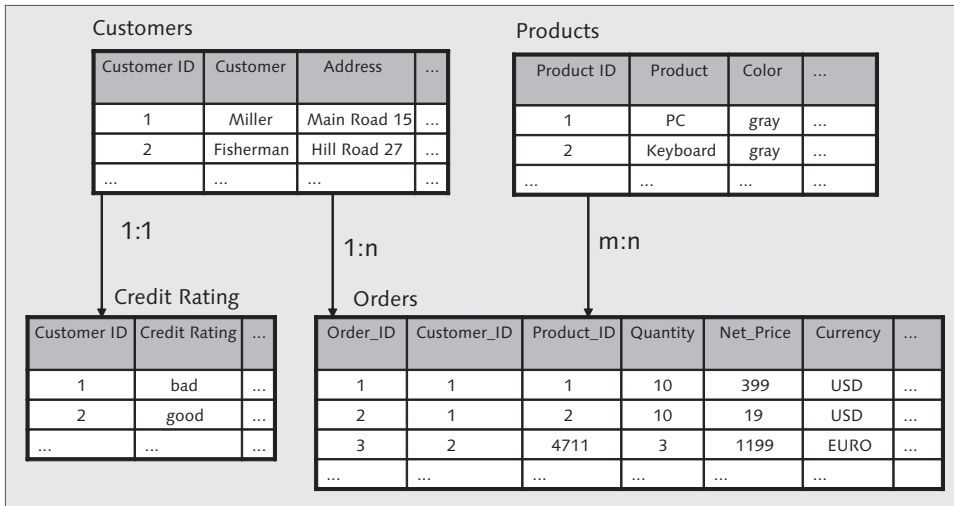 Customers
Customer ID Customer Address ...
1 Miller Main Road 15 ...
2 Fisherman Hill Road 27 ...
... ... ... ...
Products
Product ID Product Color ...
1 PC gray ...
2 Keyboard gray ...
... ... ... ...
1:1
1:n
m:n
Credit Rating
Customer ID Credit Rating ...
1 bad ...
2 good ...
... ... ...
Orders
Order_ID Customer_ID Product_ID Quantity Net_Price Currency ...
1 1 1 10 399 USD ...
2 1 2 10 19 USD ...
3 2 4711 3 1199 EURO ...
... ... ... ... ... ... ...